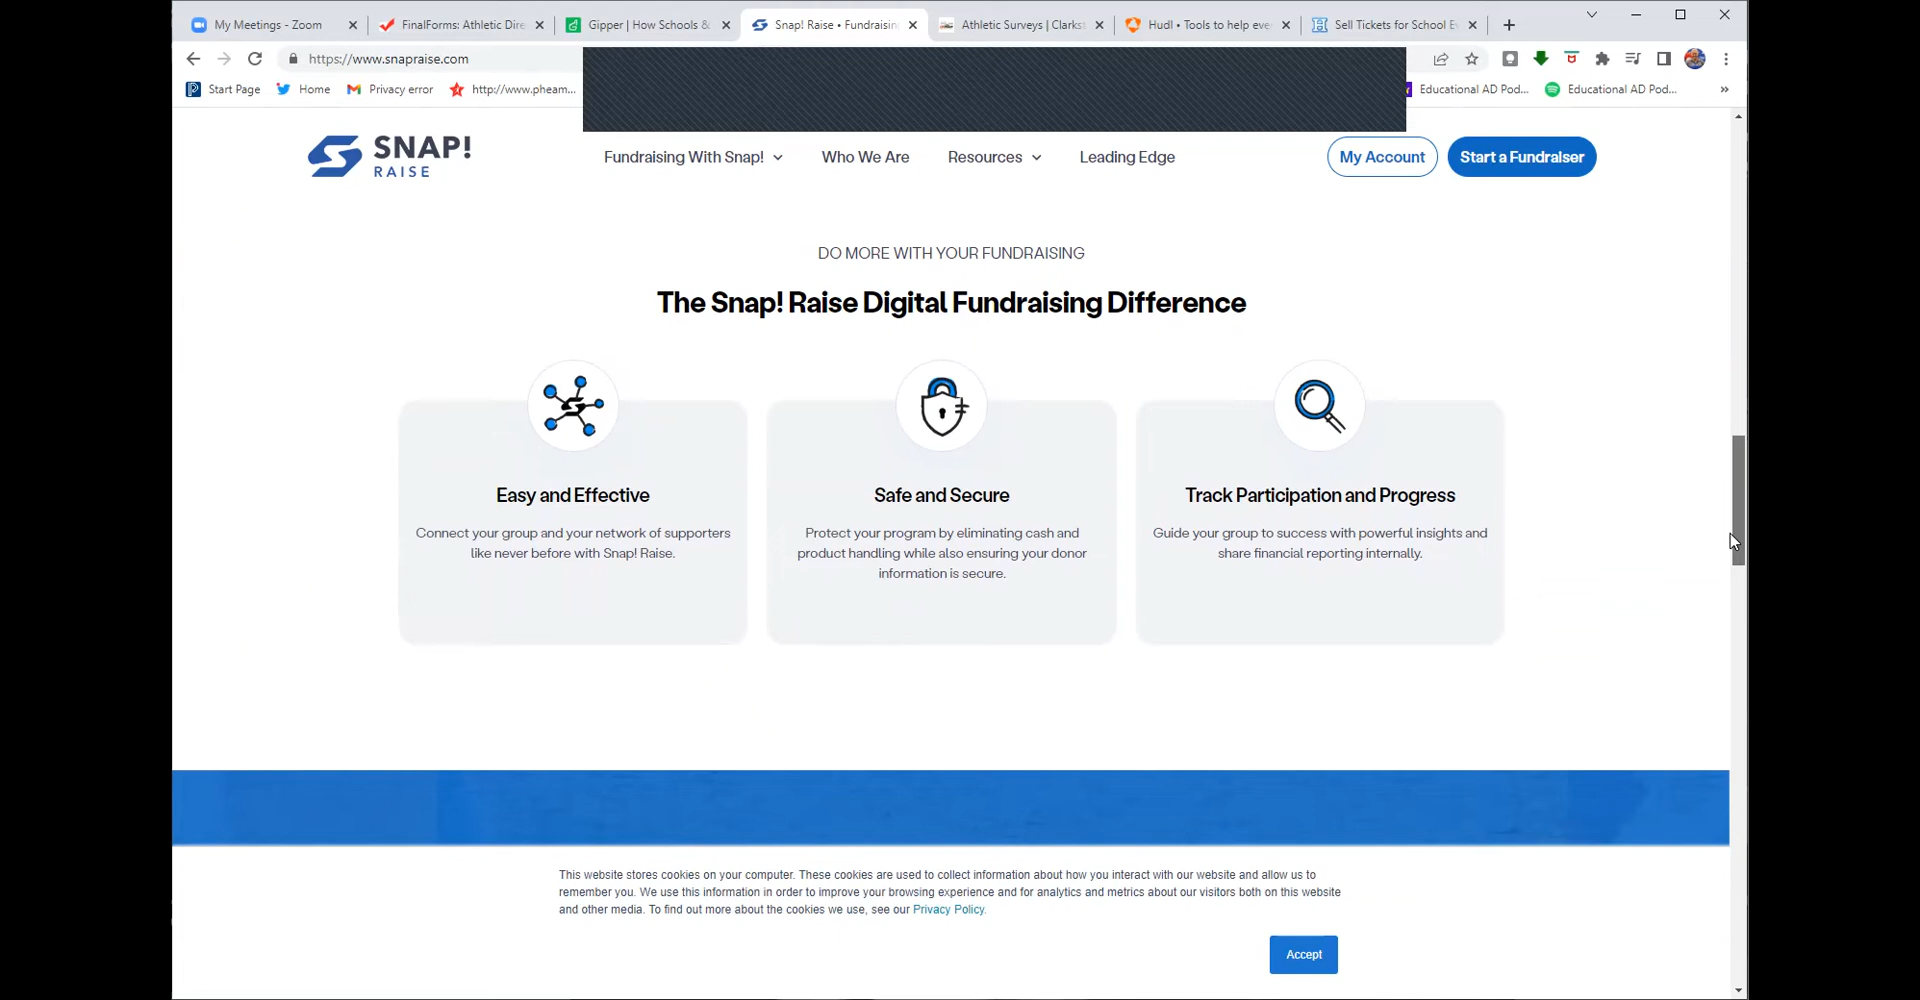 My Meetings - Zoom
FinalForms: Athletic Dire
Gipper | How Schools &
Snap! Raise • Fundraisin
Athletic Surveys | Clarkst
Hudl • Tools to help eve
Sell Tickets for School Ev
https://www.snapraise.com
Start Page
Home
Privacy error
http://www.pheam...
Educational AD Pod...
Educational AD Pod...
SNAP!
RAISE
Fundraising With Snap!
Who We Are
Resources
Leading Edge
My Account
Start a Fundraiser
DO MORE WITH YOUR FUNDRAISING
The Snap! Raise Digital Fundraising Difference
Easy and Effective
Connect your group and your network of supporters
like never before with Snap! Raise.
Safe and Secure
Protect your program by eliminating cash and
product handling while also ensuring your donor
information is secure.
Track Participation and Progress
Guide your group to success with powerful insights and
share financial reporting internally.
This website stores cookies on your computer. These cookies are used to collect information about how you interact with our website and allow us to
remember you. We use this information in order to improve your browsing experience and for analytics and metrics about our visitors both on this website
and other media. To find out more about the cookies we use, see our Privacy Policy.
Accept